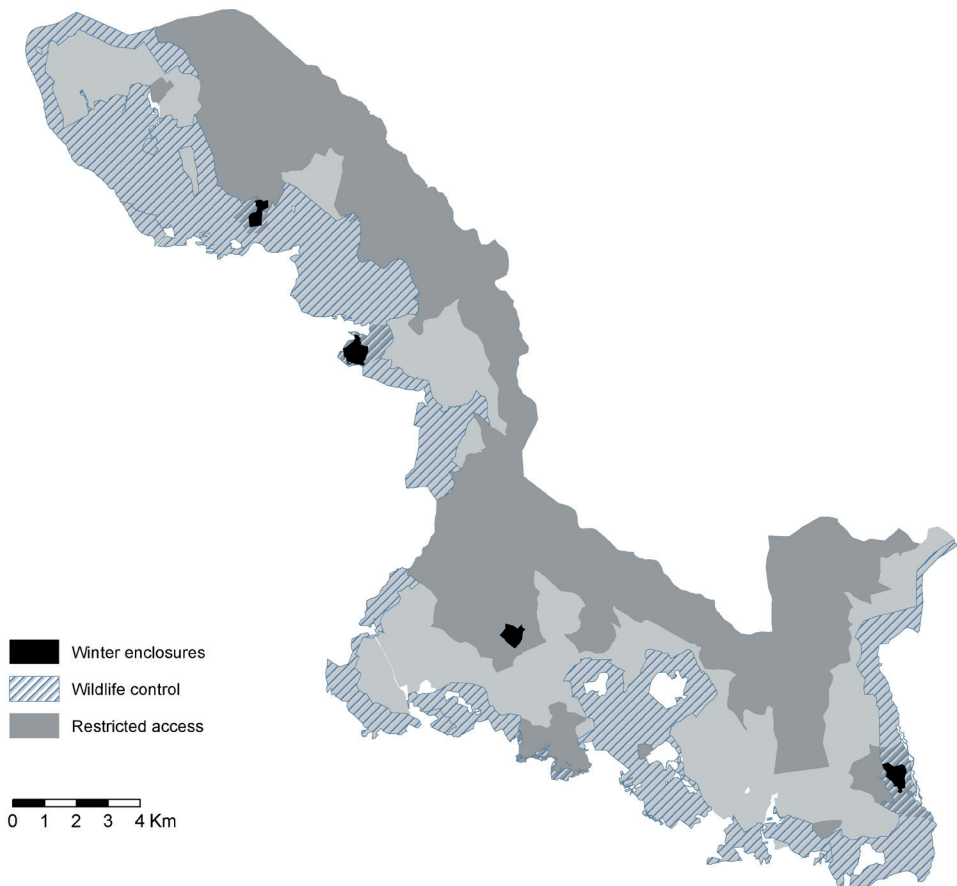 Winter enclosures
Wildlife control
Restricted access
0 1 2 3 4 Km